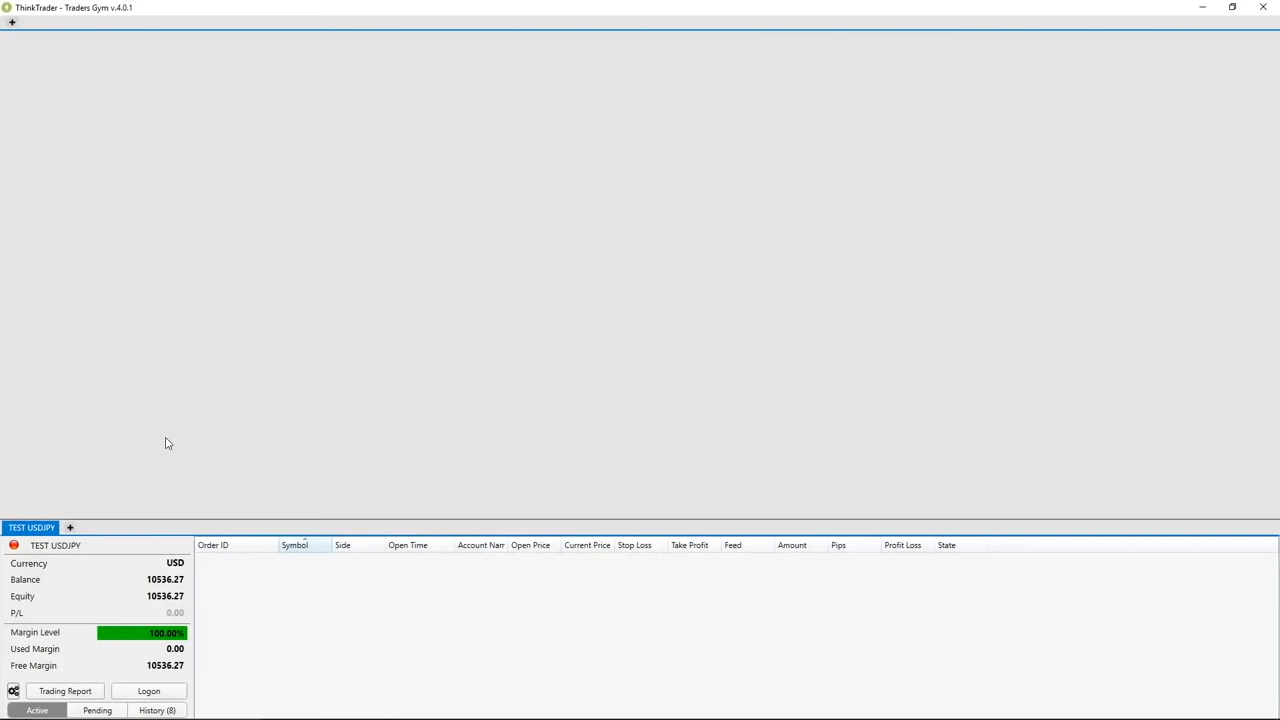 ThinkTrader - Traders Gym v.4.0.1
+
TEST USDJPY +
TEST USDJPY
Order ID Symbol Side Open Time Account Narr Open Price Current Price Stop Loss Take Profit Feed Amount Pips Profit Loss State
Currency USD
Balance 10536.27
Equity 10536.27
P/L 0.00
Margin Level 100.00%
Used Margin 0.00
Free Margin 10536.27
Trading Report Logon
Active Pending History (8)